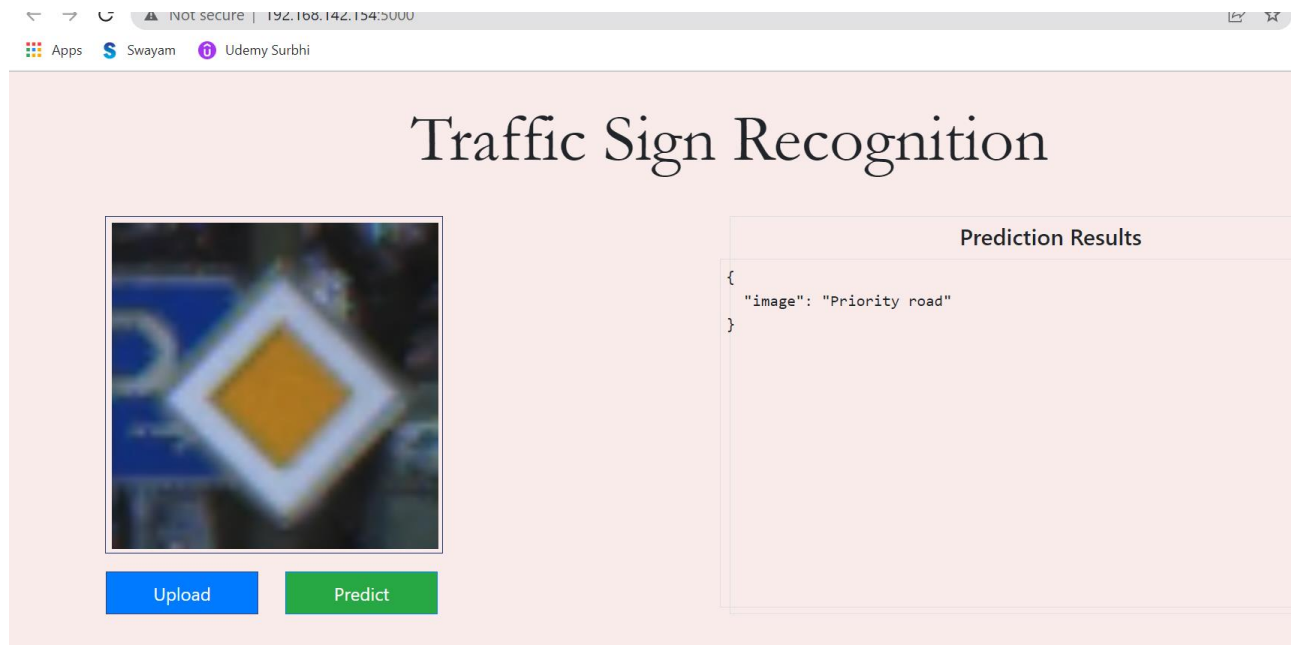 Not secure | 192.168.142.154:5000
Apps Swayam Udemy Surbhi
Traffic Sign Recognition
Prediction Results
{
"image": "Priority road"
}
Upload Predict